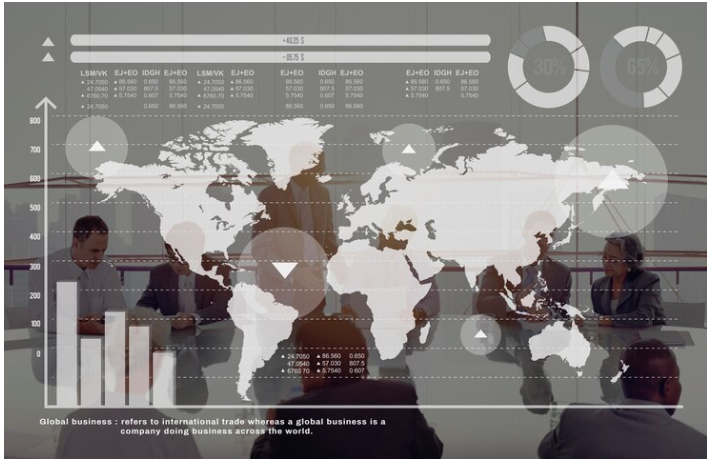 +40.25 $
-05.75 $
30% 65%
LSM/VK EJ+EO IDGH EJ+EO LSM/VK EJ+EO EJ+EO IDGH EJ+EO EJ+EO IDGH EJ+EO
▲ 24.7050 ▲ 86.560 0.650 86.560 ▲ 24.7050 ▲ 86.560 86.560 0.650 86.560 ▲ 86.560 0.650 86.560
47.0540 ▲ 57.030 807.5 57.030 47.0540 ▲ 57.030 57.030 807.5 57.030 ▲ 57.030 807.5 57.030
▲ 6760.70 ▲ 5.7540 0.607 5.7540 ▲ 6760.70 ▲ 5.7540 5.7540 0.607 5.7540 ▲ 5.7540 5.7540
▲ 24.7050 0.650 86.560 ▲ 24.7050 86.560 0.650 86.560
800
700
600
500
400
300
200
100
0
▲ 24.7050 ▲ 86.560 0.650
47.0540 ▲ 57.030 807.5
▲ 6760 70 ▲ 5.7540 0.607
Global business : refers to international trade whereas a global business is a
company doing business across the world.